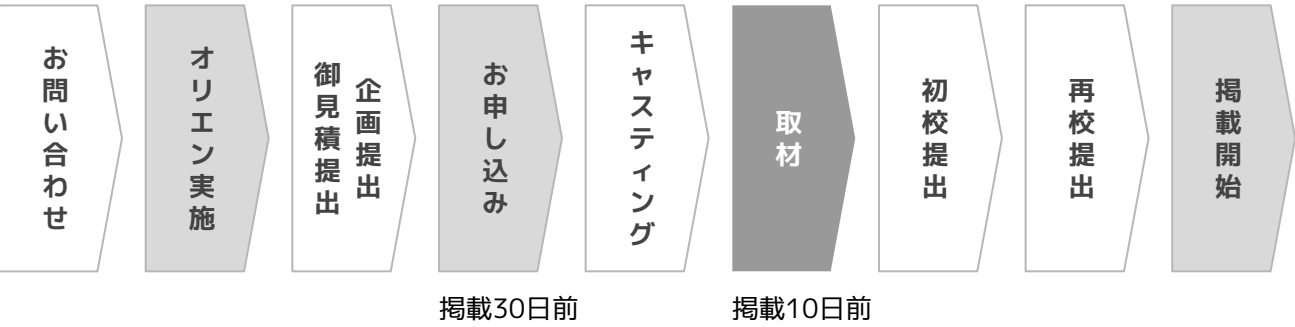 お問い合わせ
オリエン実施
企画提出
御見積提出
お申し込み
キャスティング
取材
初校提出
再校提出
掲載開始
掲載30日前
掲載10日前